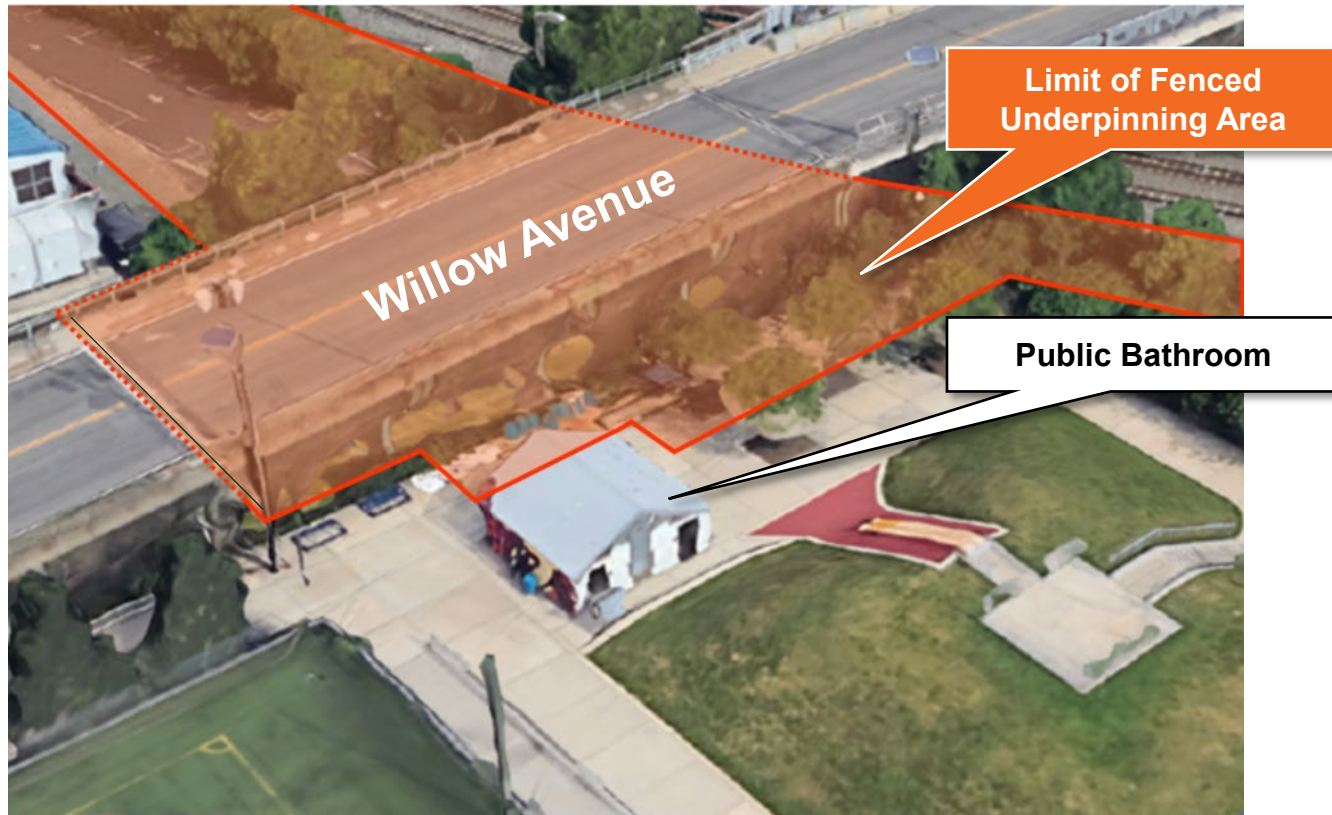 Limit of Fenced
Underpinning Area
Willow Avenue
Public Bathroom